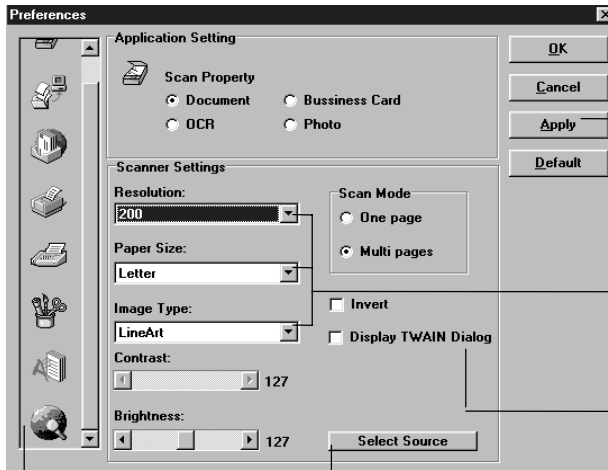 Preferences
Application Setting
Scan Property
Document
Bussiness Card
OCR
Photo
OK
Cancel
Apply
Default
Scanner Settings
Resolution:
200
Scan Mode
One page
Multi pages
Paper Size:
Letter
Image Type:
LineArt
Invert
Display TWAIN Dialog
Contrast:
127
Brightness:
127
Select Source